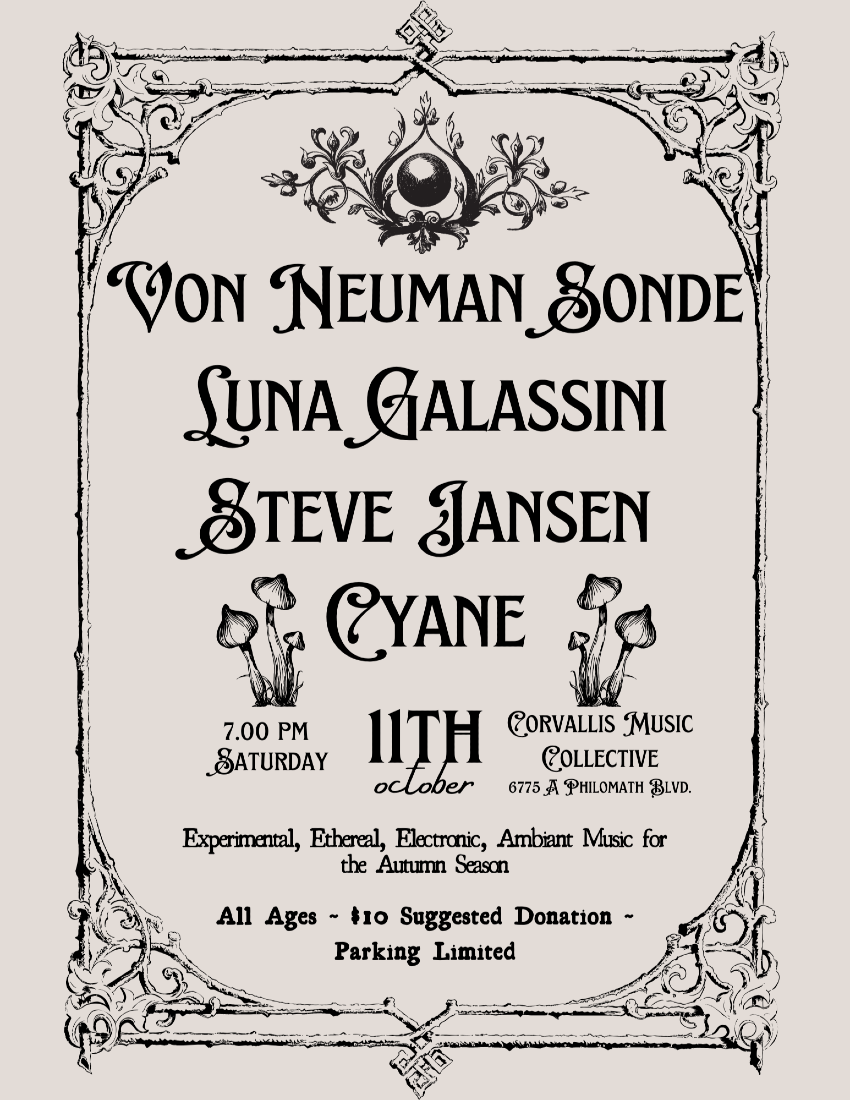 Von Neuman Sonde
Luna Galassini
Steve Jansen
Cyane
7.00 PM
Saturday
11th
october
Corvallis Music
Collective
6775 A Philomath Blvd.
Experimental, Ethereal, Electronic, Ambiant Music for
the Autumn Season
All Ages ~ $10 Suggested Donation ~
Parking Limited